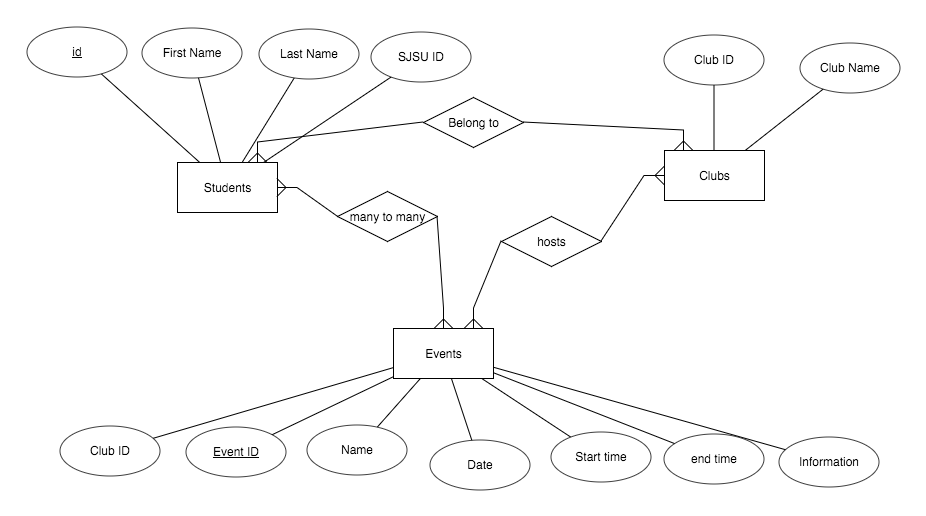 id
First Name
Last Name
SJSU ID
Club ID
Club Name
Belong to
Students
Clubs
many to many
hosts
Events
Club ID
Event ID
Name
Date
Start time
end time
Information